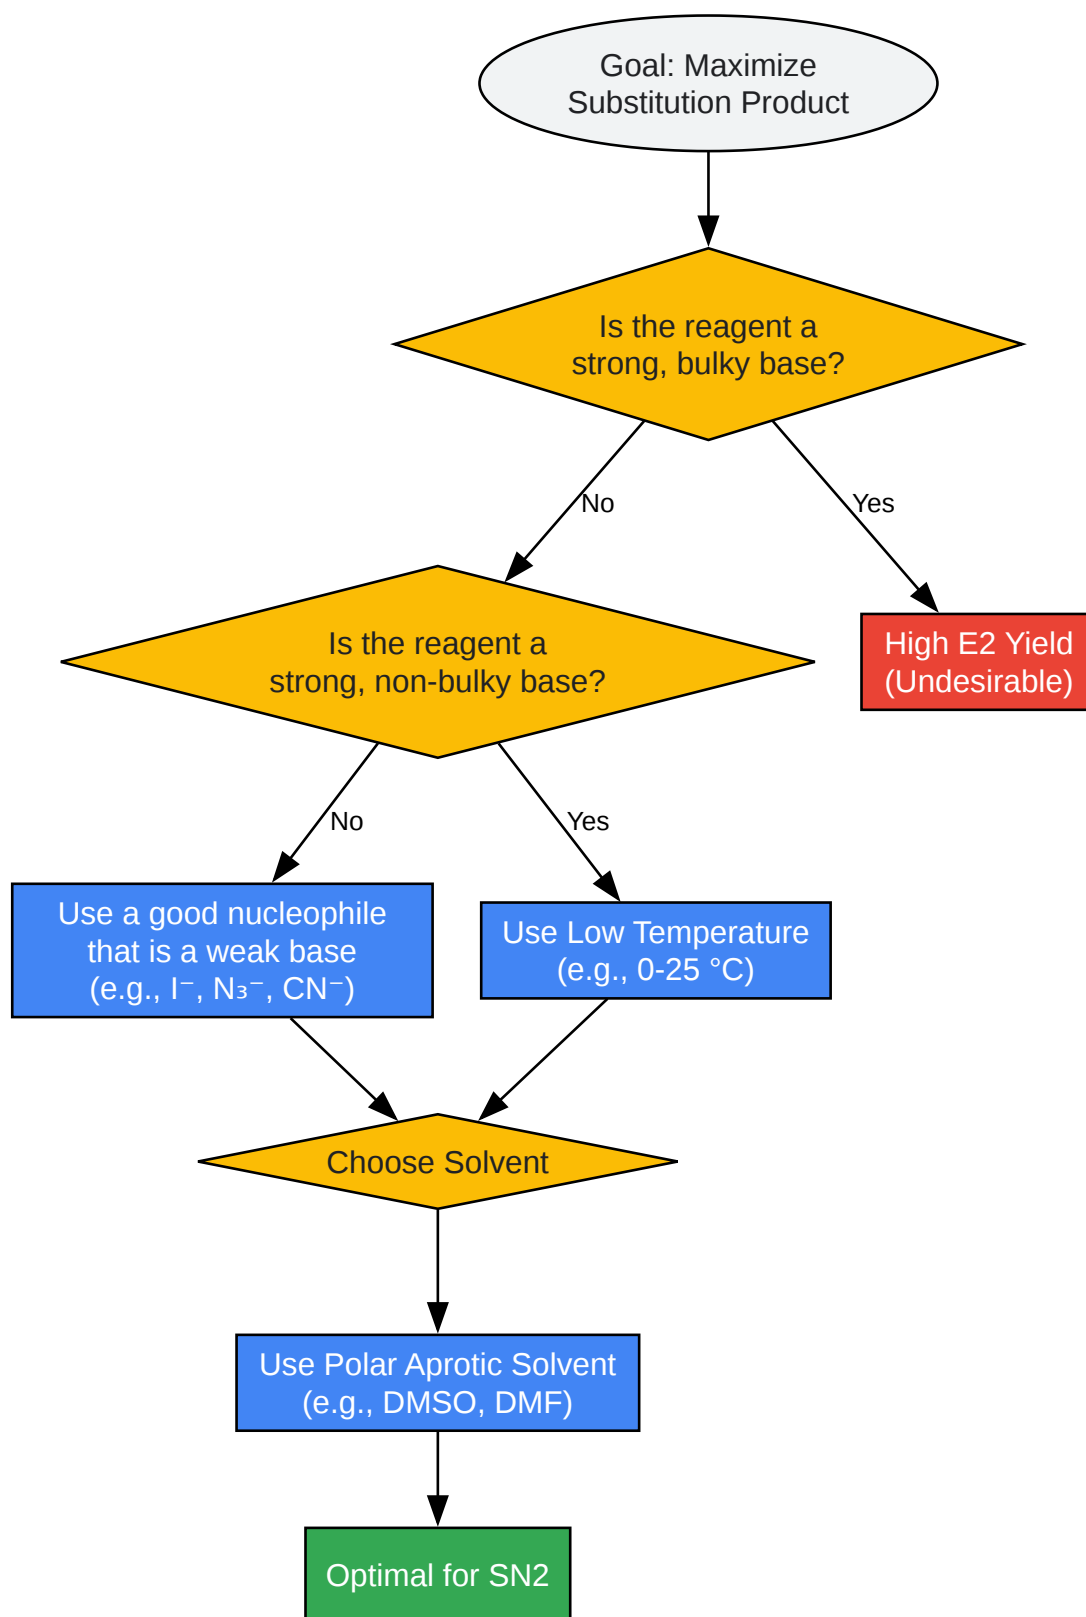 Goal: Maximize
Substitution Product
Is the reagent a
strong, bulky base?
No
Yes
Is the reagent a
strong, non-bulky base?
High E2 Yield
(Undesirable)
No
Yes
Use a good nucleophile
that is a weak base
(e.g., I⁻, N₃⁻, CN⁻)
Use Low Temperature
(e.g., 0-25 °C)
Choose Solvent
Use Polar Aprotic Solvent
(e.g., DMSO, DMF)
Optimal for SN2